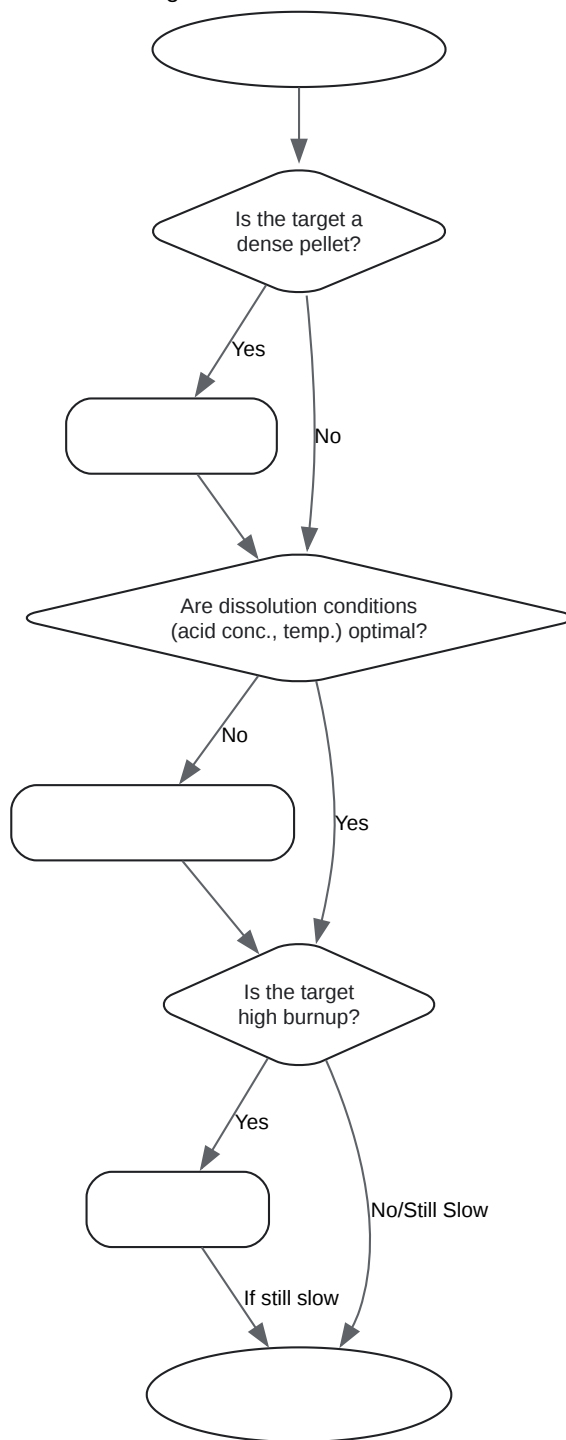 Is the target a
dense pellet?
Yes
No
Are dissolution conditions
(acid conc., temp.) optimal?
No
Yes
Is the target
high burnup?
Yes
No/Still Slow
If still slow